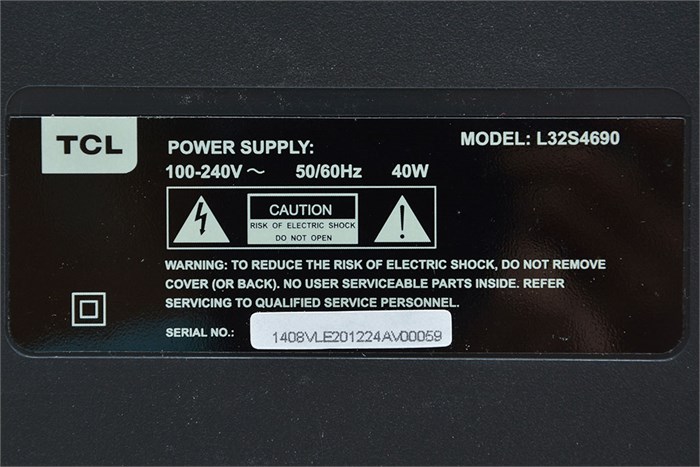 TCL
POWER SUPPLY:
MODEL: L32S4690
100-240V ~ 50/60Hz 40W
CAUTION
RISK OF ELECTRIC SHOCK
DO NOT OPEN
WARNING: TO REDUCE THE RISK OF ELECTRIC SHOCK, DO NOT REMOVE
COVER (OR BACK). NO USER SERVICEABLE PARTS INSIDE. REFER
SERVICING TO QUALIFIED SERVICE PERSONNEL.
SERIAL NO.: 1408VLE201224AV00059